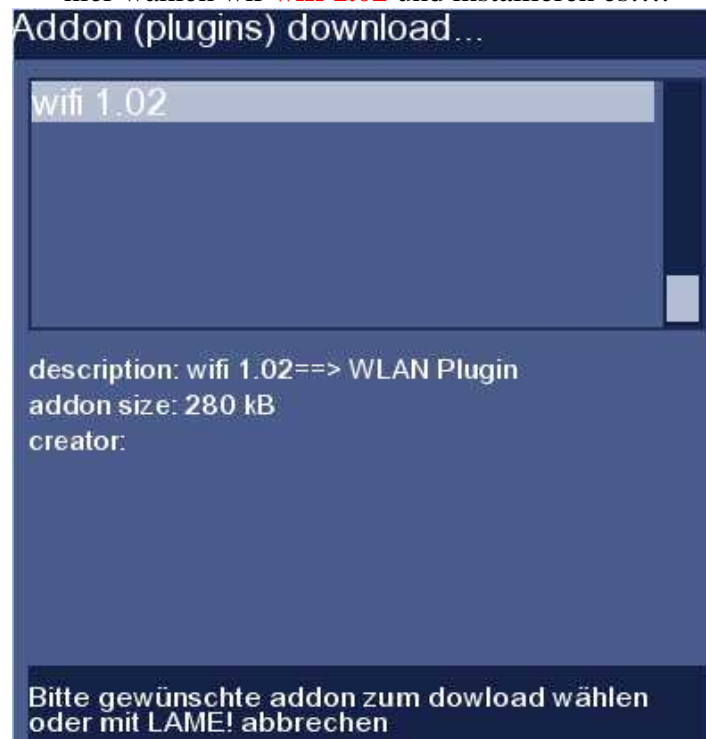 Addon (plugins) download...
wifi 1.02
description: wifi 1.02==> WLAN Plugin
addon size: 280 kB
creator:
Bitte gewünschte addon zum dowload wählen
oder mit LAME! abbrechen